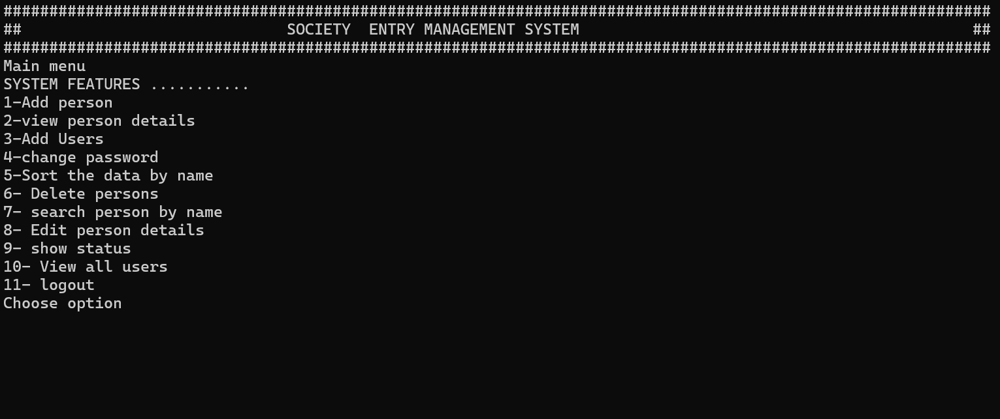 ############################################################################################################
## SOCIETY  ENTRY MANAGEMENT SYSTEM ##
############################################################################################################
Main menu
SYSTEM FEATURES ...........
1-Add person
2-view person details
3-Add Users
4-change password
5-Sort the data by name
6- Delete persons
7- search person by name
8- Edit person details
9- show status
10- View all users
11- logout
Choose option